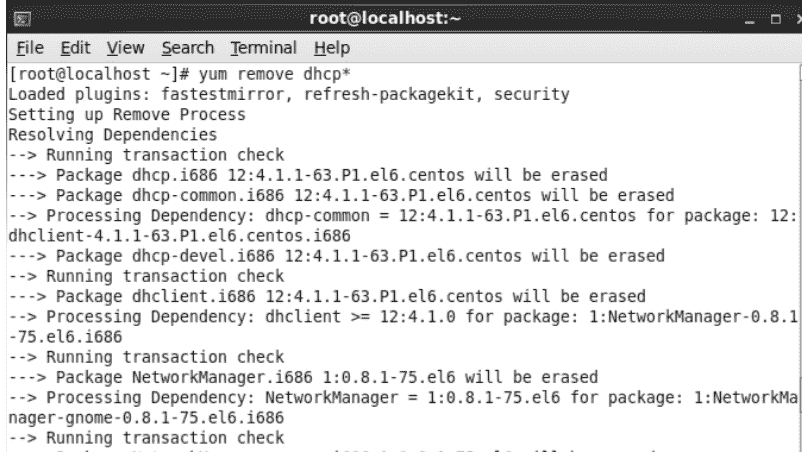 root@localhost:~
File Edit View Search Terminal Help
[root@localhost ~]# yum remove dhcp*
Loaded plugins: fastestmirror, refresh-packagekit, security
Setting up Remove Process
Resolving Dependencies
--> Running transaction check
---> Package dhcp.i686 12:4.1.1-63.P1.el6.centos will be erased
---> Package dhcp-common.i686 12:4.1.1-63.P1.el6.centos will be erased
--> Processing Dependency: dhcp-common = 12:4.1.1-63.P1.el6.centos for package: 12:
dhclient-4.1.1-63.P1.el6.centos.i686
---> Package dhcp-devel.i686 12:4.1.1-63.P1.el6.centos will be erased
--> Running transaction check
---> Package dhclient.i686 12:4.1.1-63.P1.el6.centos will be erased
--> Processing Dependency: dhclient >= 12:4.1.0 for package: 1:NetworkManager-0.8.1
-75.el6.i686
--> Running transaction check
---> Package NetworkManager.i686 1:0.8.1-75.el6 will be erased
--> Processing Dependency: NetworkManager = 1:0.8.1-75.el6 for package: 1:NetworkMa
nager-gnome-0.8.1-75.el6.i686
--> Running transaction check